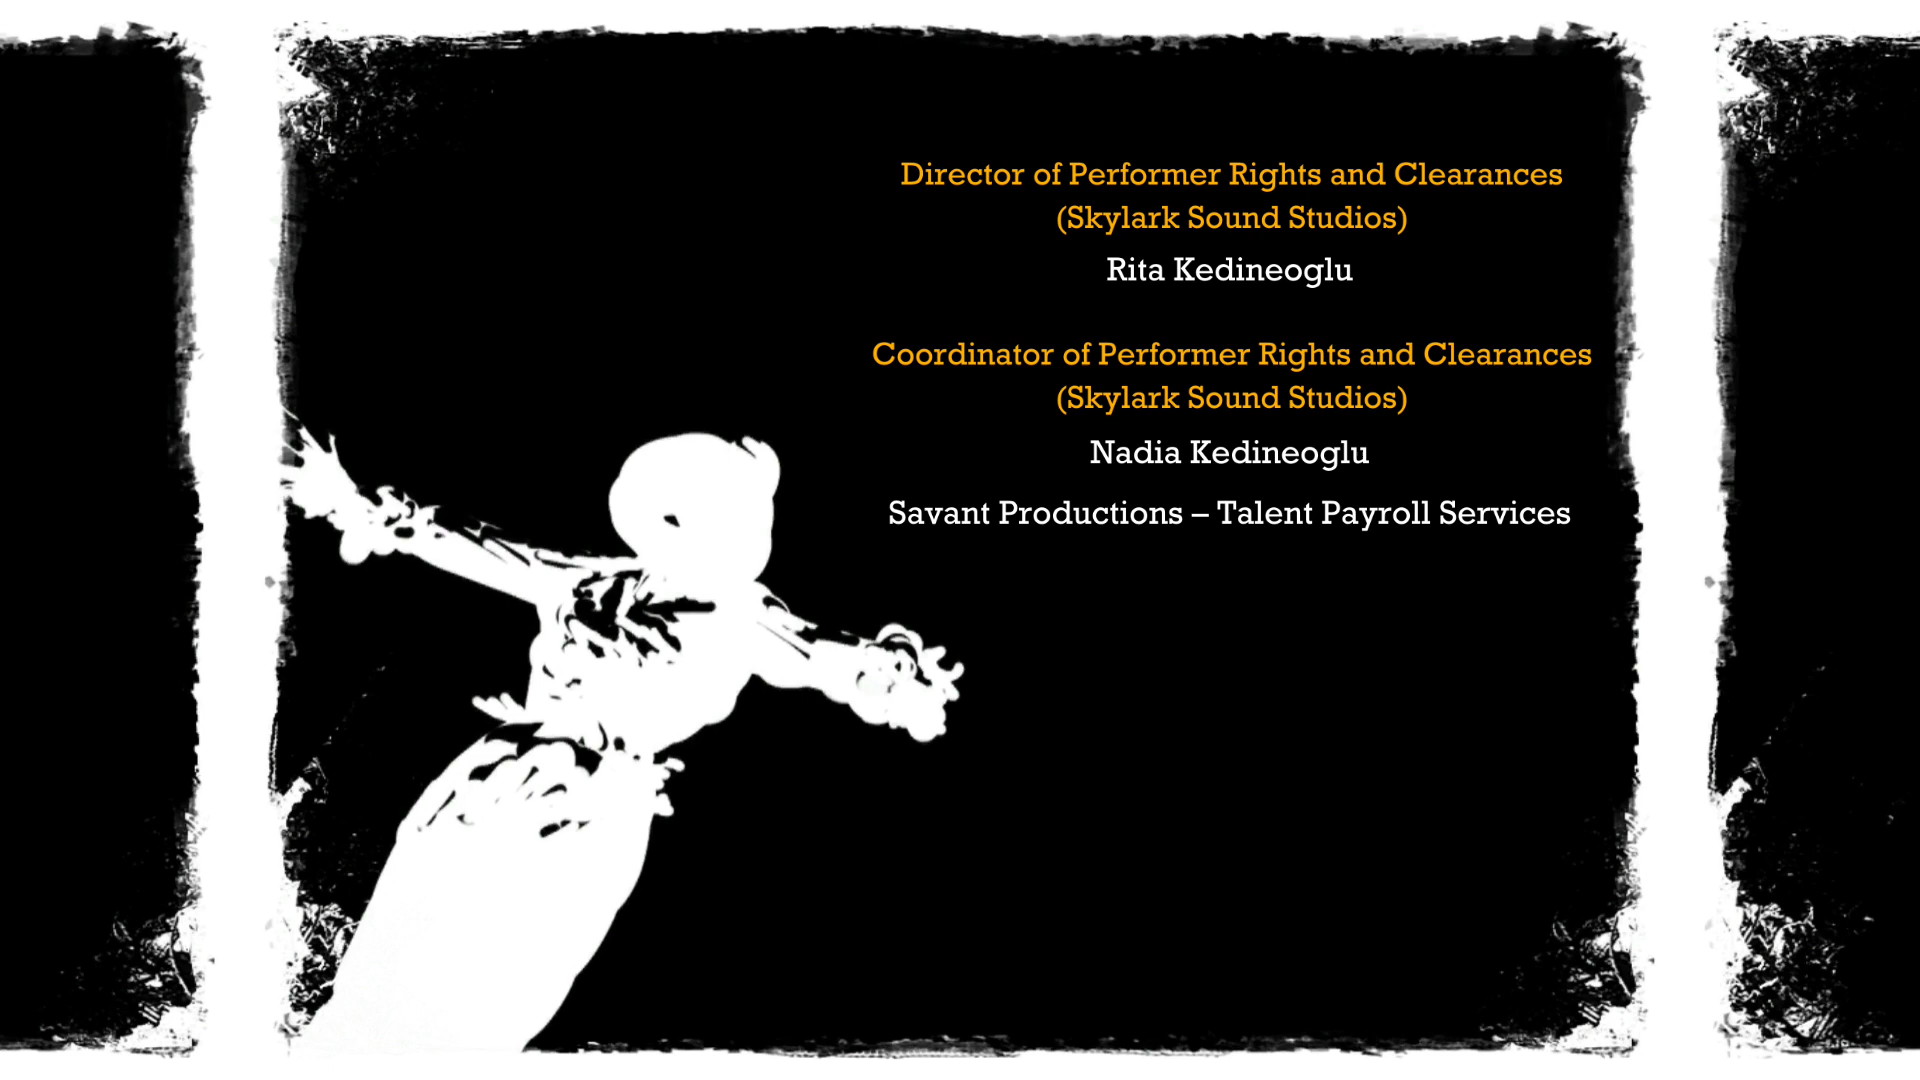 Director of Performer Rights and Clearances
(Skylark Sound Studios)
Rita Kedineoglu
Coordinator of Performer Rights and Clearances
(Skylark Sound Studios)
Nadia Kedineoglu
Savant Productions – Talent Payroll Services